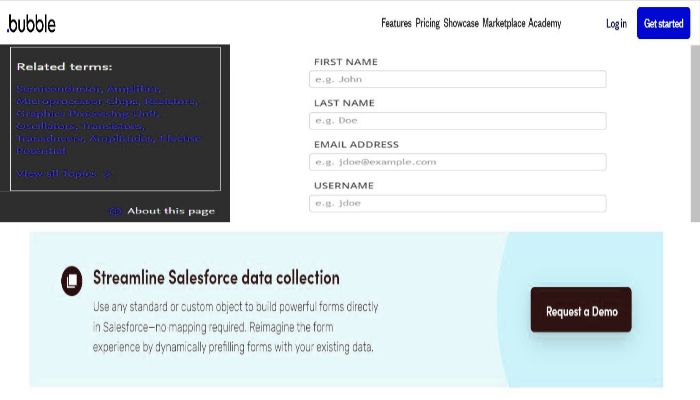 .bubble
Features Pricing Showcase Marketplace Academy
Log in
Get started
Related terms:
Semiconductor, Amplifier,
Microprocessor Chips, Resistors,
Graphics Processing Unit,
Oscillators, Transistors,
Transducers, Amplitudes, Electric
Potential
View all Topics >
About this page
FIRST NAME
e.g. John
LAST NAME
e.g. Doe
EMAIL ADDRESS
e.g. jdoe@example.com
USERNAME
e.g. jdoe
Streamline Salesforce data collection
Use any standard or custom object to build powerful forms directly
in Salesforce—no mapping required. Reimagine the form
experience by dynamically prefilling forms with your existing data.
Request a Demo